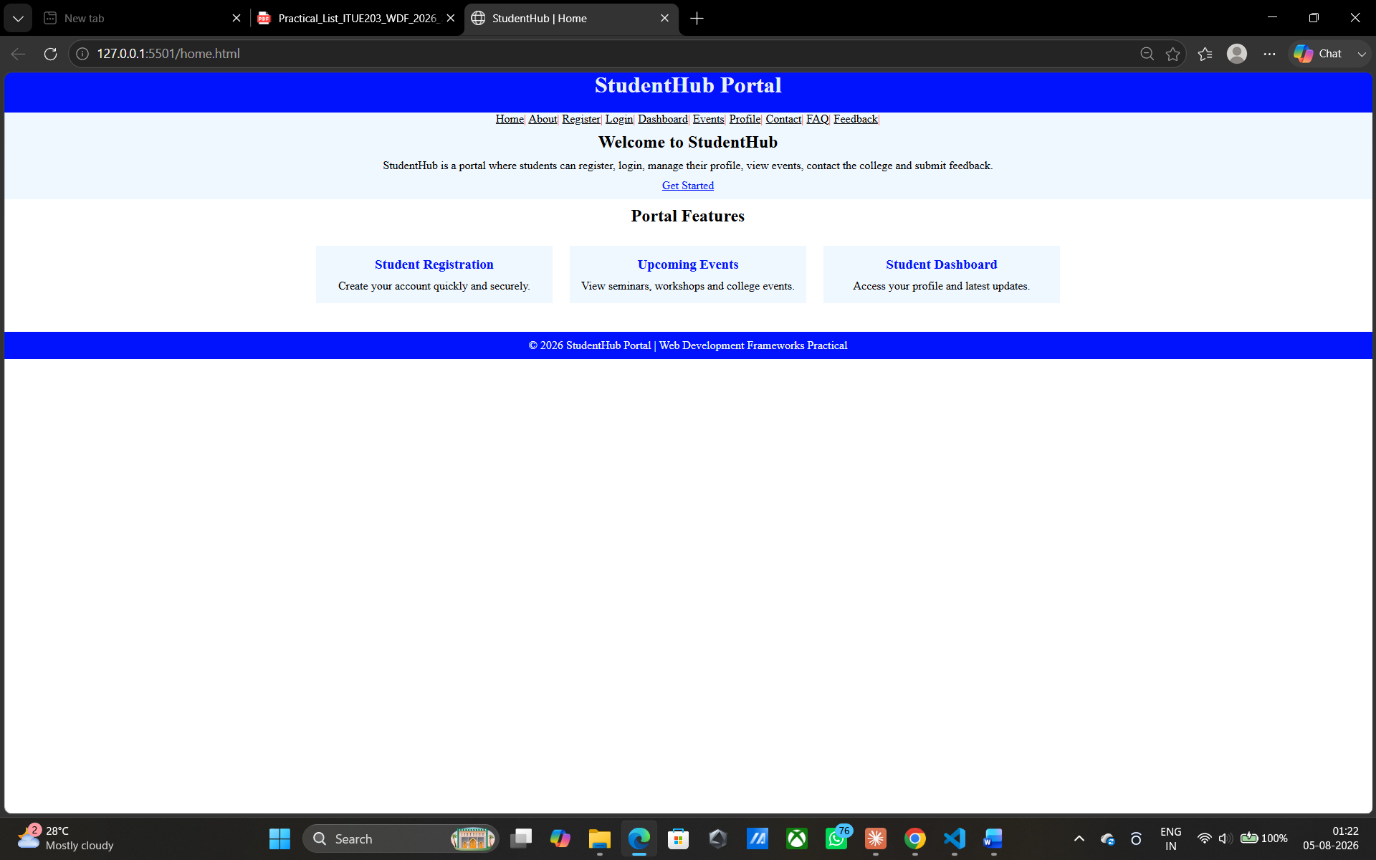 New tab
Practical_List_ITUE203_WDF_2026_
StudentHub | Home
127.0.0.1:5501/home.html
Chat
StudentHub Portal
Home| About| Register| Login| Dashboard| Events| Profile| Contact| FAQ| Feedback|
Welcome to StudentHub
StudentHub is a portal where students can register, login, manage their profile, view events, contact the college and submit feedback.
Get Started
Portal Features
Student Registration
Create your account quickly and securely.
Upcoming Events
View seminars, workshops and college events.
Student Dashboard
Access your profile and latest updates.
© 2026 StudentHub Portal | Web Development Frameworks Practical
2
28°C
Mostly cloudy
Search
76
ENG
IN
100%
01:22
05-08-2026